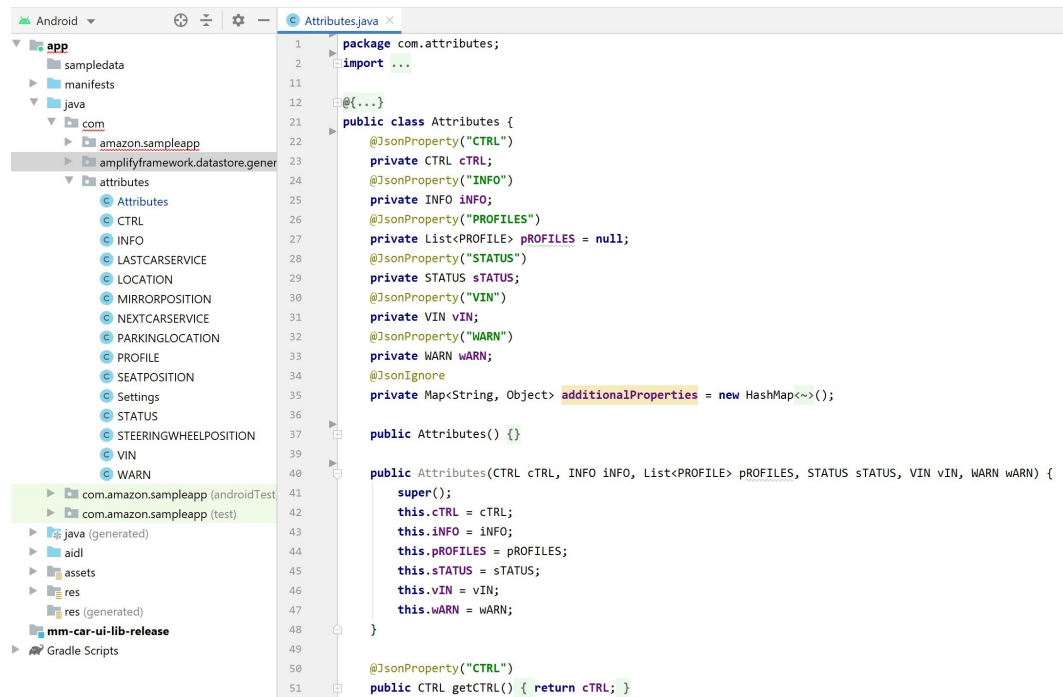 Android
Attributes.java
app
sampledata
manifests
java
com
amazon.sampleapp
amplifyframework.datastore.gener
attributes
Attributes
CTRL
INFO
LASTCARSERVICE
LOCATION
MIRRORPOSITION
NEXTCARSERVICE
PARKINGLOCATION
PROFILE
SEATPOSITION
Settings
STATUS
STEERINGWHEELPOSITION
VIN
WARN
com.amazon.sampleapp (androidTest
com.amazon.sampleapp (test)
java (generated)
aidl
assets
res
res (generated)
mm-car-ui-lib-release
Gradle Scripts
1 package com.attributes;
2 import ...
11
12 @{...}
21 public class Attributes {
22 @JsonProperty("CTRL")
23 private CTRL cTRL;
24 @JsonProperty("INFO")
25 private INFO iNFO;
26 @JsonProperty("PROFILES")
27 private List<PROFILE> pROFILES = null;
28 @JsonProperty("STATUS")
29 private STATUS sTATUS;
30 @JsonProperty("VIN")
31 private VIN vIN;
32 @JsonProperty("WARN")
33 private WARN wARN;
34 @JsonIgnore
35 private Map<String, Object> additionalProperties = new HashMap<~>();
36
37 public Attributes() {}
39
40 public Attributes(CTRL cTRL, INFO iNFO, List<PROFILE> pROFILES, STATUS sTATUS, VIN vIN, WARN wARN) {
41 super();
42 this.cTRL = cTRL;
43 this.iNFO = iNFO;
44 this.pROFILES = pROFILES;
45 this.sTATUS = sTATUS;
46 this.vIN = vIN;
47 this.wARN = wARN;
48 }
49
50 @JsonProperty("CTRL")
51 public CTRL getCTRL() { return cTRL; }